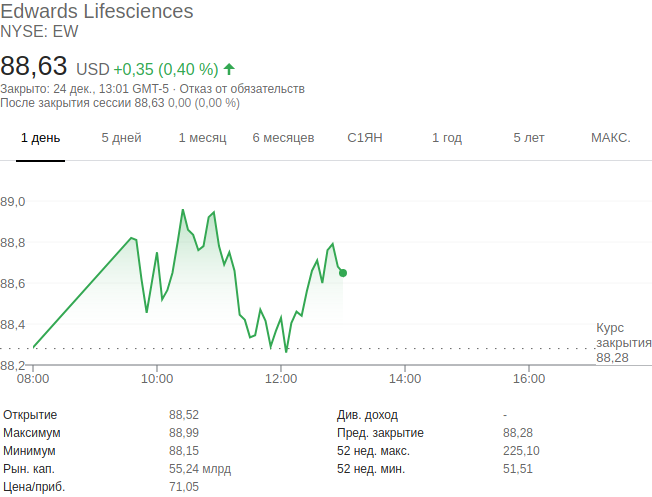 Edwards Lifesciences
NYSE: EW
88,63 USD +0,35 (0,40 %)
Закрыто: 24 дек., 13:01 GMT-5 · Отказ от обязательств
После закрытия сессии 88,63 0,00 (0,00 %)
1 день 5 дней 1 месяц 6 месяцев С1ЯН 1 год 5 лет МАКС.
89,0
88,8
88,6
88,4
Курс
закрытия
88,28
88,2
08:00 10:00 12:00 14:00 16:00
Открытие 88,52 Див. доход -
Максимум 88,99 Пред. закрытие 88,28
Минимум 88,15 52 нед. макс. 225,10
Рын. кап. 55,24 млрд 52 нед. мин. 51,51
Цена/приб. 71,05